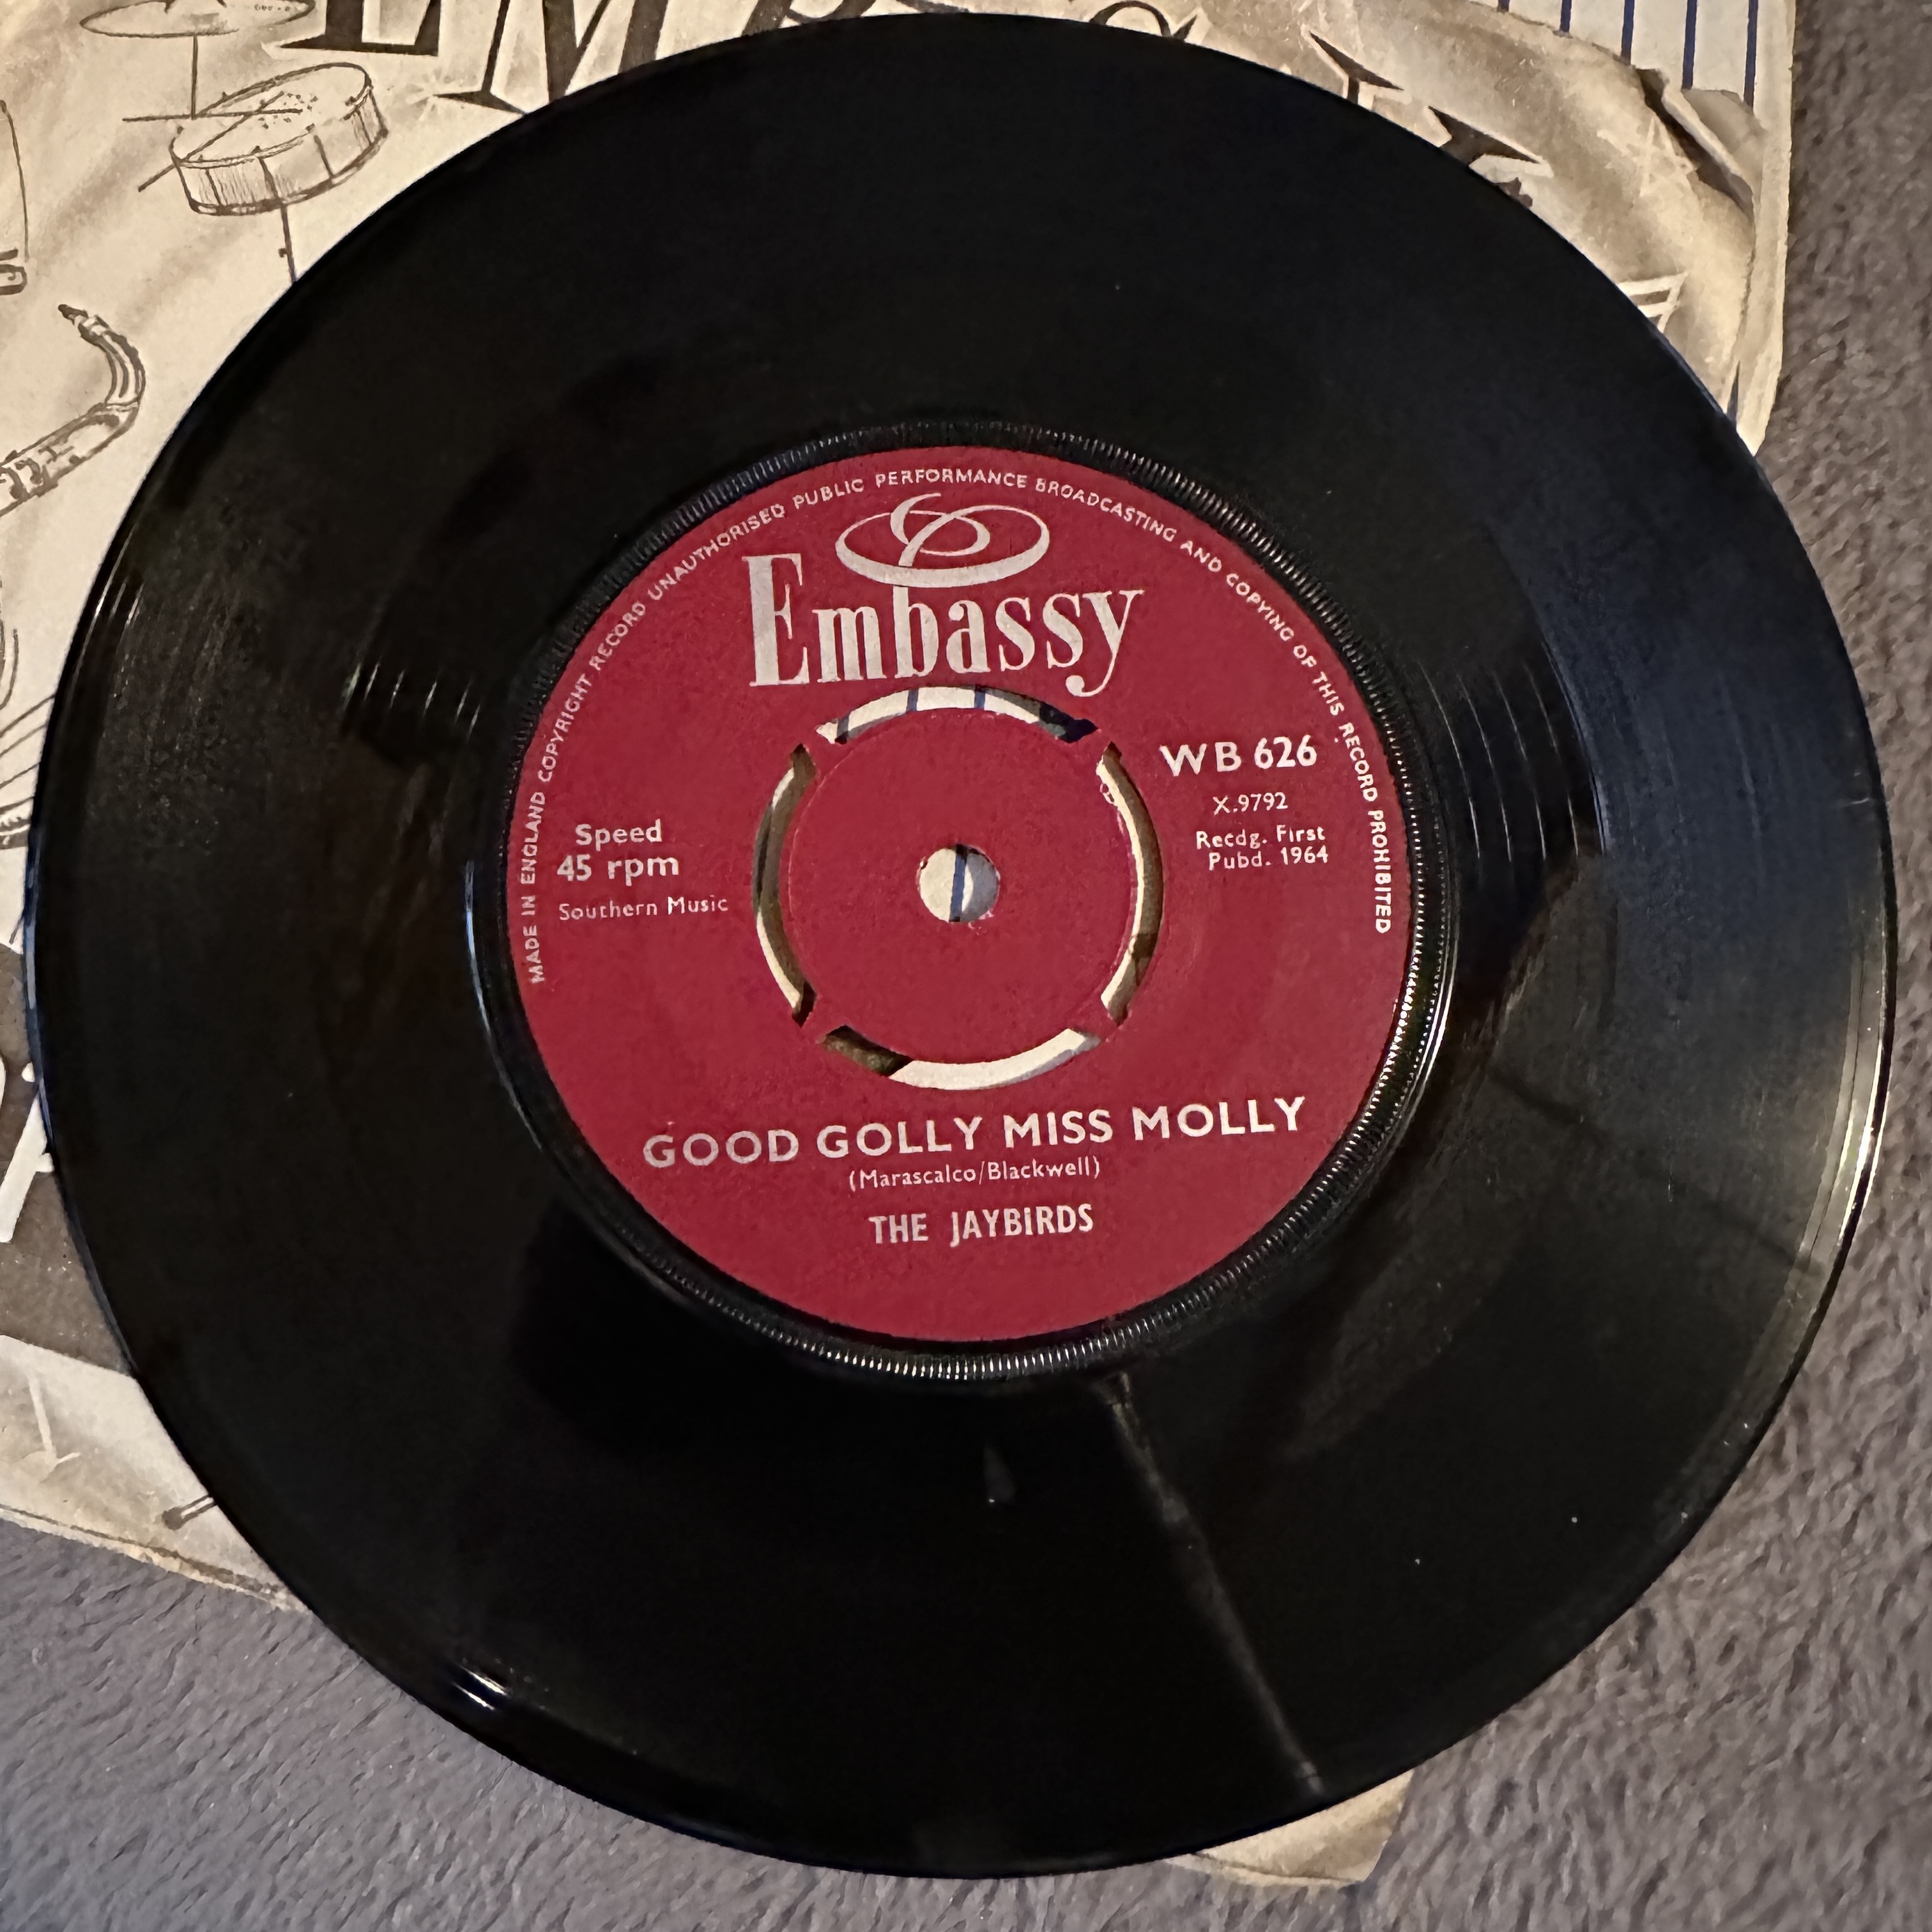 MADE IN ENGLAND COPYRIGHT RECORD UNAUTHORISED PUBLIC PERFORMANCE BROADCASTING AND COPYING OF THIS RECORD PROHIBITED
Embassy
WB 626
X.9792
Recdg. First
Pubd. 1964
Speed
45 rpm
Southern Music
GOOD GOLLY MISS MOLLY
(Marascalco/Blackwell)
THE JAYBIRDS